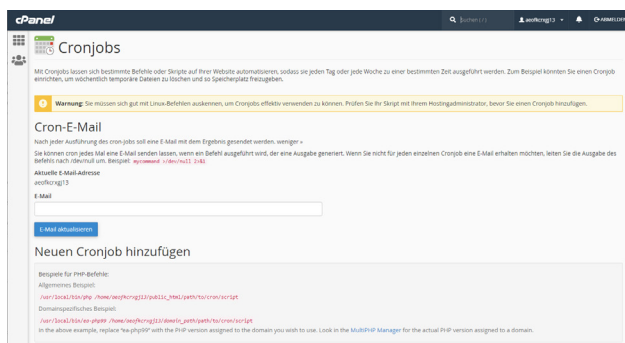 cPanel
Suchen ( / )
aeofkcrxgj13
ABMELDEN
Cronjobs
Mit Cronjobs lassen sich bestimmte Befehle oder Skripte auf Ihrer Website automatisieren, sodass sie jeden Tag oder jede Woche zu einer bestimmten Zeit ausgeführt werden. Zum Beispiel könnten Sie einen Cronjob
einrichten, um wöchentlich temporäre Dateien zu löschen und so Speicherplatz freizugeben.
Warnung: Sie müssen sich gut mit Linux-Befehlen auskennen, um Cronjobs effektiv verwenden zu können. Prüfen Sie Ihr Skript mit Ihrem Hostingadministrator, bevor Sie einen Cronjob hinzufügen.
Cron-E-Mail
Nach jeder Ausführung des cron-jobs soll eine E-Mail mit dem Ergebnis gesendet werden. weniger »
Sie können cron jedes Mal eine E-Mail senden lassen, wenn ein Befehl ausgeführt wird, der eine Ausgabe generiert. Wenn Sie nicht für jeden einzelnen Cronjob eine E-Mail erhalten möchten, leiten Sie die Ausgabe des
Befehls nach /dev/null um. Beispiel: mycommand >/dev/null 2>&1
Aktuelle E-Mail-Adresse
aeofkcrxgj13
E-Mail
E-Mail aktualisieren
Neuen Cronjob hinzufügen
Beispiele für PHP-Befehle:
Allgemeines Beispiel:
/usr/local/bin/php /home/aeofkcrxgj13/public_html/path/to/cron/script
Domainspezifisches Beispiel:
/usr/local/bin/ea-php99 /home/aeofkcrxgj13/domain_path/path/to/cron/script
In the above example, replace "ea-php99" with the PHP version assigned to the domain you wish to use. Look in the MultiPHP Manager for the actual PHP version assigned to a domain.